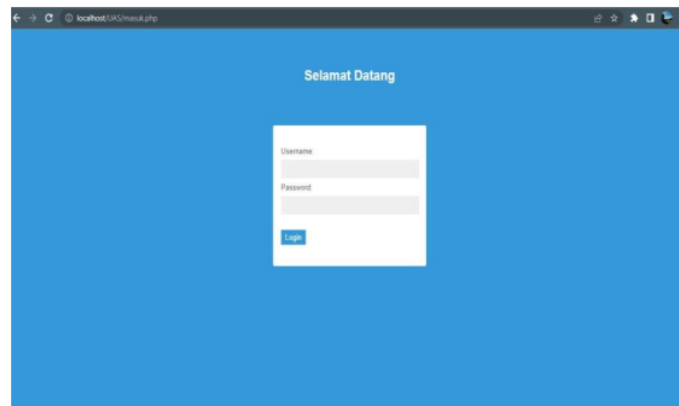 localhost/UAS/masuk.php
Selamat Datang
Username:
Password:
Login